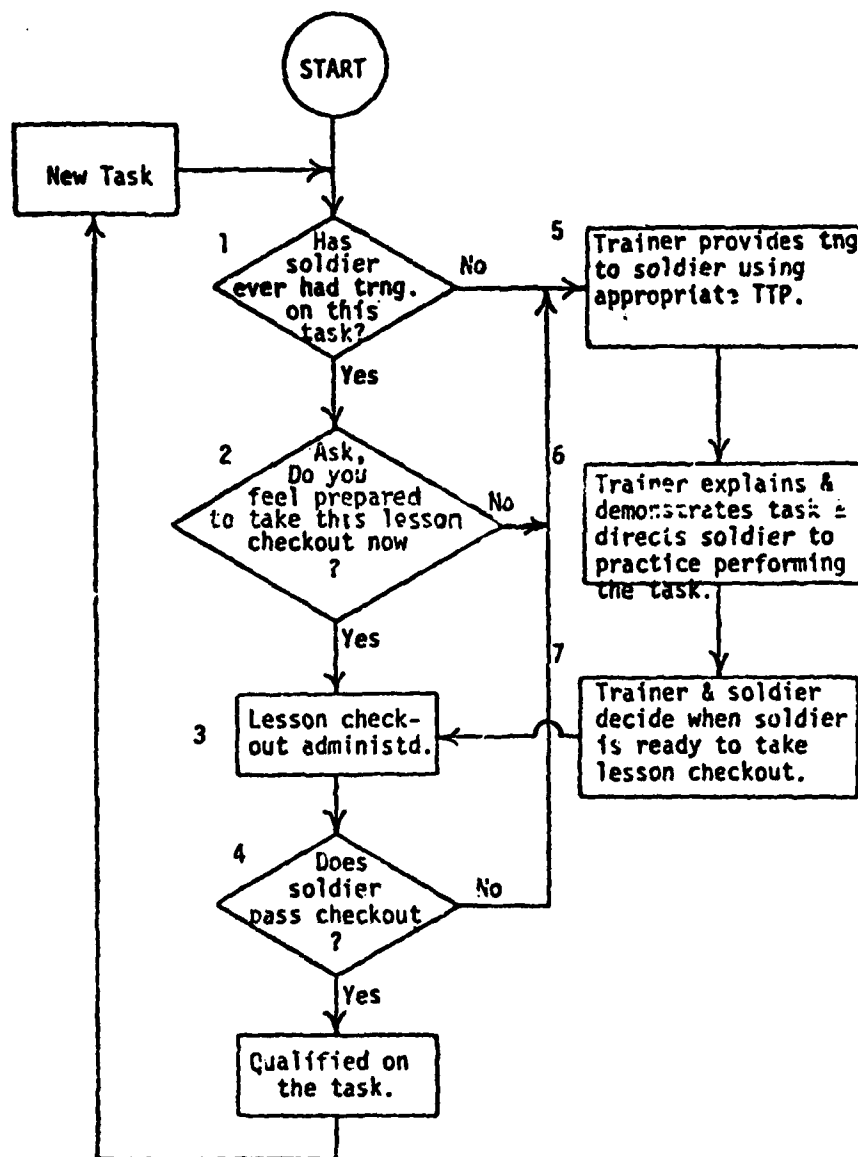 START
New Task
1
Has
soldier
ever had trng.
on this
task?
No
Yes
2
Ask,
Do you
feel prepared
to take this lesson
checkout now
?
No
Yes
3
Lesson check-
out administd.
4
Does
soldier
pass checkout
?
No
Yes
Qualified on
the task.
5
Trainer provides tng
to soldier using
appropriate TTP.
6
Trainer explains &
demonstrates task &
directs soldier to
practice performing
the task.
7
Trainer & soldier
decide when soldier
is ready to take
lesson checkout.